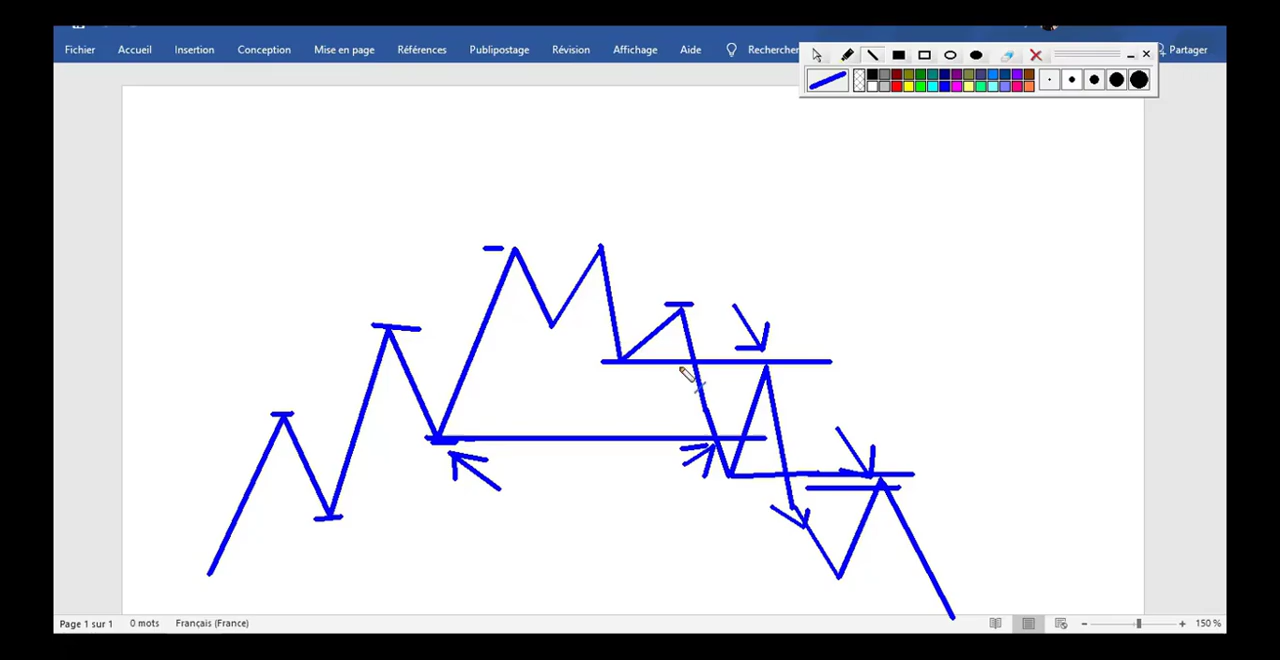 Fichier Accueil Insertion Conception Mise en page Références Publipostage Révision Affichage Aide Rechercher Partager
Page 1 sur 1 0 mots Français (France) 150 %